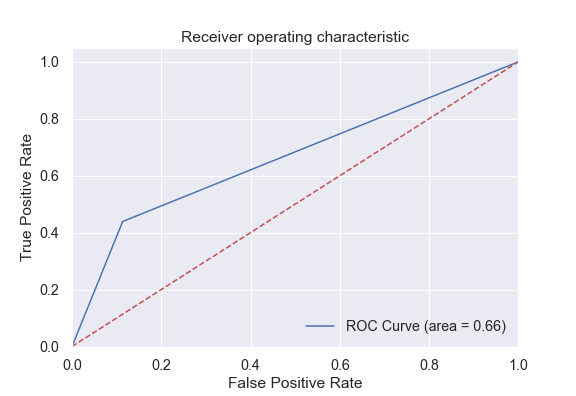 Receiver operating characteristic
1.0
0.8
0.6
0.4
0.2
0.0
True Positive Rate
ROC Curve (area = 0.66)
0.0 0.2 0.4 0.6 0.8 1.0
False Positive Rate